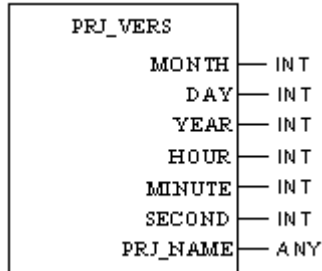 PRJ_VERS
MONTH INT
DAY INT
YEAR INT
HOUR INT
MINUTE INT
SECOND INT
PRJ_NAME ANY